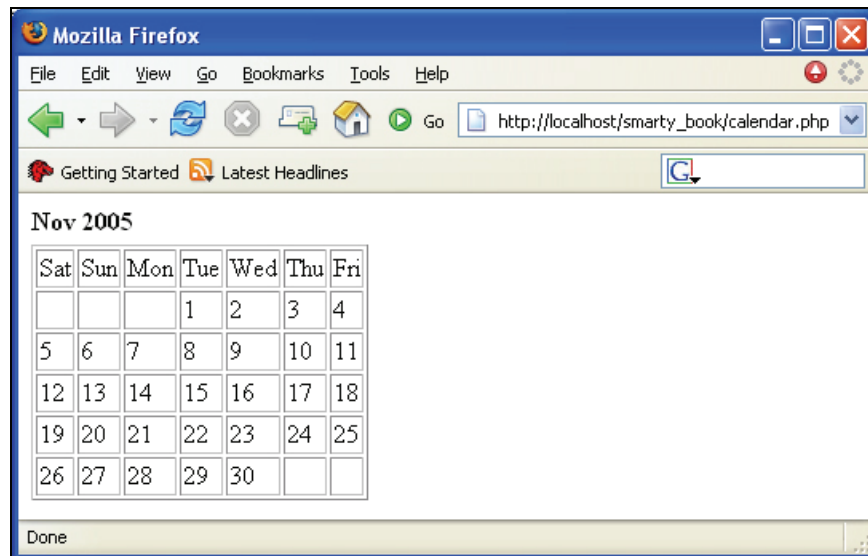 Mozilla Firefox
File Edit View Go Bookmarks Tools Help
Go http://localhost/smarty_book/calendar.php
Getting Started Latest Headlines G
Nov 2005
Sat Sun Mon Tue Wed Thu Fri
1 2 3 4
5 6 7 8 9 10 11
12 13 14 15 16 17 18
19 20 21 22 23 24 25
26 27 28 29 30
Done